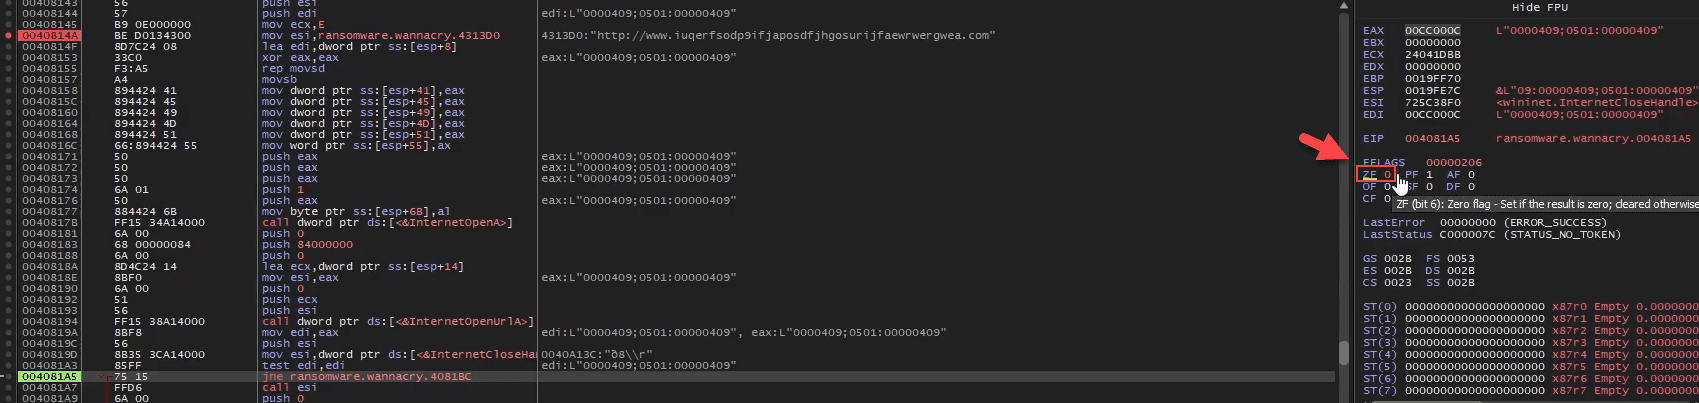 00408143 56 push esi
00408144 57 push edi edi:L"0000409;0501:00000409"
00408145 B9 0E000000 mov ecx,E
0040814A BE D0134300 mov esi,ransomware.wannacry.4313D0 4313D0:"http://www.iuqerfsodp9ifjaposdfjhgosurijfaewrwergwea.com"
0040814F 8D7C24 08 lea edi,dword ptr ss:[esp+8]
00408153 33C0 xor eax,eax eax:L"0000409;0501:00000409"
00408155 F3:A5 rep movsd
00408157 A4 movsb
00408158 894424 41 mov dword ptr ss:[esp+41],eax
0040815C 894424 45 mov dword ptr ss:[esp+45],eax
00408160 894424 49 mov dword ptr ss:[esp+49],eax
00408164 894424 4D mov dword ptr ss:[esp+4D],eax
00408168 894424 51 mov dword ptr ss:[esp+51],eax
0040816C 66:894424 55 mov word ptr ss:[esp+55],ax
00408171 50 push eax eax:L"0000409;0501:00000409"
00408172 50 push eax eax:L"0000409;0501:00000409"
00408173 50 push eax eax:L"0000409;0501:00000409"
00408174 6A 01 push 1
00408176 50 push eax eax:L"0000409;0501:00000409"
00408177 884424 6B mov byte ptr ss:[esp+6B],al
0040817B FF15 34A14000 call dword ptr ds:[<&InternetOpenA>]
00408181 6A 00 push 0
00408183 68 00000084 push 84000000
00408188 6A 00 push 0
0040818A 8D4C24 14 lea ecx,dword ptr ss:[esp+14]
0040818E 8BF0 mov esi,eax eax:L"0000409;0501:00000409"
00408190 6A 00 push 0
00408192 51 push ecx
00408193 56 push esi
00408194 FF15 38A14000 call dword ptr ds:[<&InternetOpenUrlA>]
0040819A 8BF8 mov edi,eax edi:L"0000409;0501:00000409", eax:L"0000409;0501:00000409"
0040819C 56 push esi
0040819D 8B35 3CA14000 mov esi,dword ptr ds:[<&InternetCloseHan 0040A13C:"ð8\\r"
004081A3 85FF test edi,edi edi:L"0000409;0501:00000409"
004081A5 75 15 jne ransomware.wannacry.4081BC
004081A7 FFD6 call esi
004081A9 6A 00 push 0
Hide FPU
EAX 00CC000C L"0000409;0501:00000409"
EBX 00000000
ECX 24041DBB
EDX 00000000
EBP 0019FF70
ESP 0019FE7C &L"09:00000409;0501:00000409"
ESI 725C38F0 <wininet.InternetCloseHandle>
EDI 00CC000C L"0000409;0501:00000409"
EIP 004081A5 ransomware.wannacry.004081A5
EFLAGS 00000206
ZF 0 PF 1 AF 0
OF 0 SF 0 DF 0
CF 0
ZF (bit 6): Zero flag - Set if the result is zero; cleared otherwise
LastError 00000000 (ERROR_SUCCESS)
LastStatus C000007C (STATUS_NO_TOKEN)
GS 002B FS 0053
ES 002B DS 002B
CS 0023 SS 002B
ST(0) 00000000000000000000 x87r0 Empty 0.0000000
ST(1) 00000000000000000000 x87r1 Empty 0.0000000
ST(2) 00000000000000000000 x87r2 Empty 0.0000000
ST(3) 00000000000000000000 x87r3 Empty 0.0000000
ST(4) 00000000000000000000 x87r4 Empty 0.0000000
ST(5) 00000000000000000000 x87r5 Empty 0.0000000
ST(6) 00000000000000000000 x87r6 Empty 0.0000000
ST(7) 00000000000000000000 x87r7 Empty 0.0000000